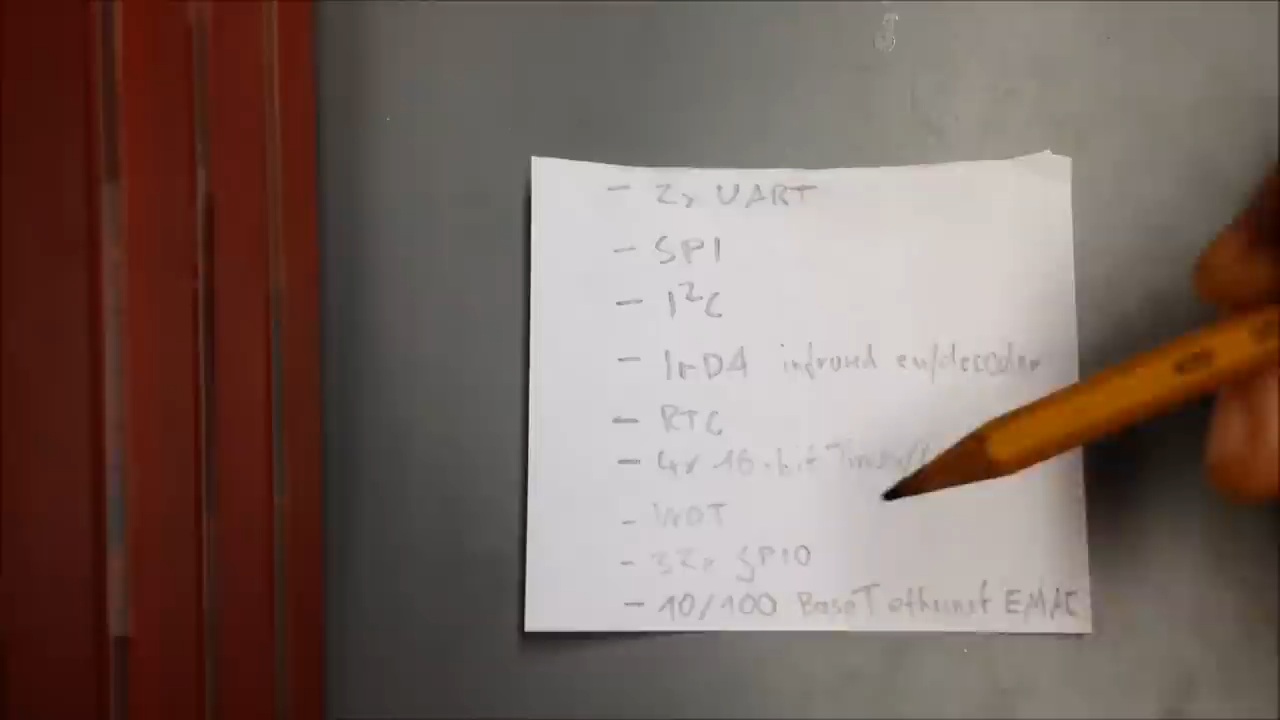 - 2x UART
- SPI
- I²C
- IrDA infrared en/decoder
- RTC
- 4x 16-bit
- WDT
- 32x GPIO
- 10/100 BaseT ethernet EMAC